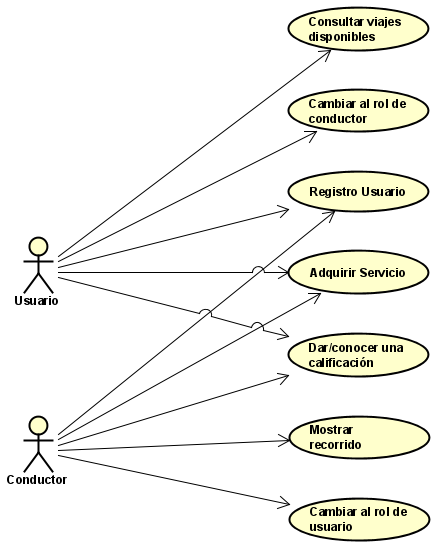 Consultar viajes
disponibles
Cambiar al rol de
conductor
Registro Usuario
Usuario
Adquirir Servicio
Dar/conocer una
calificación
Mostrar
recorrido
Conductor
Cambiar al rol de
usuario